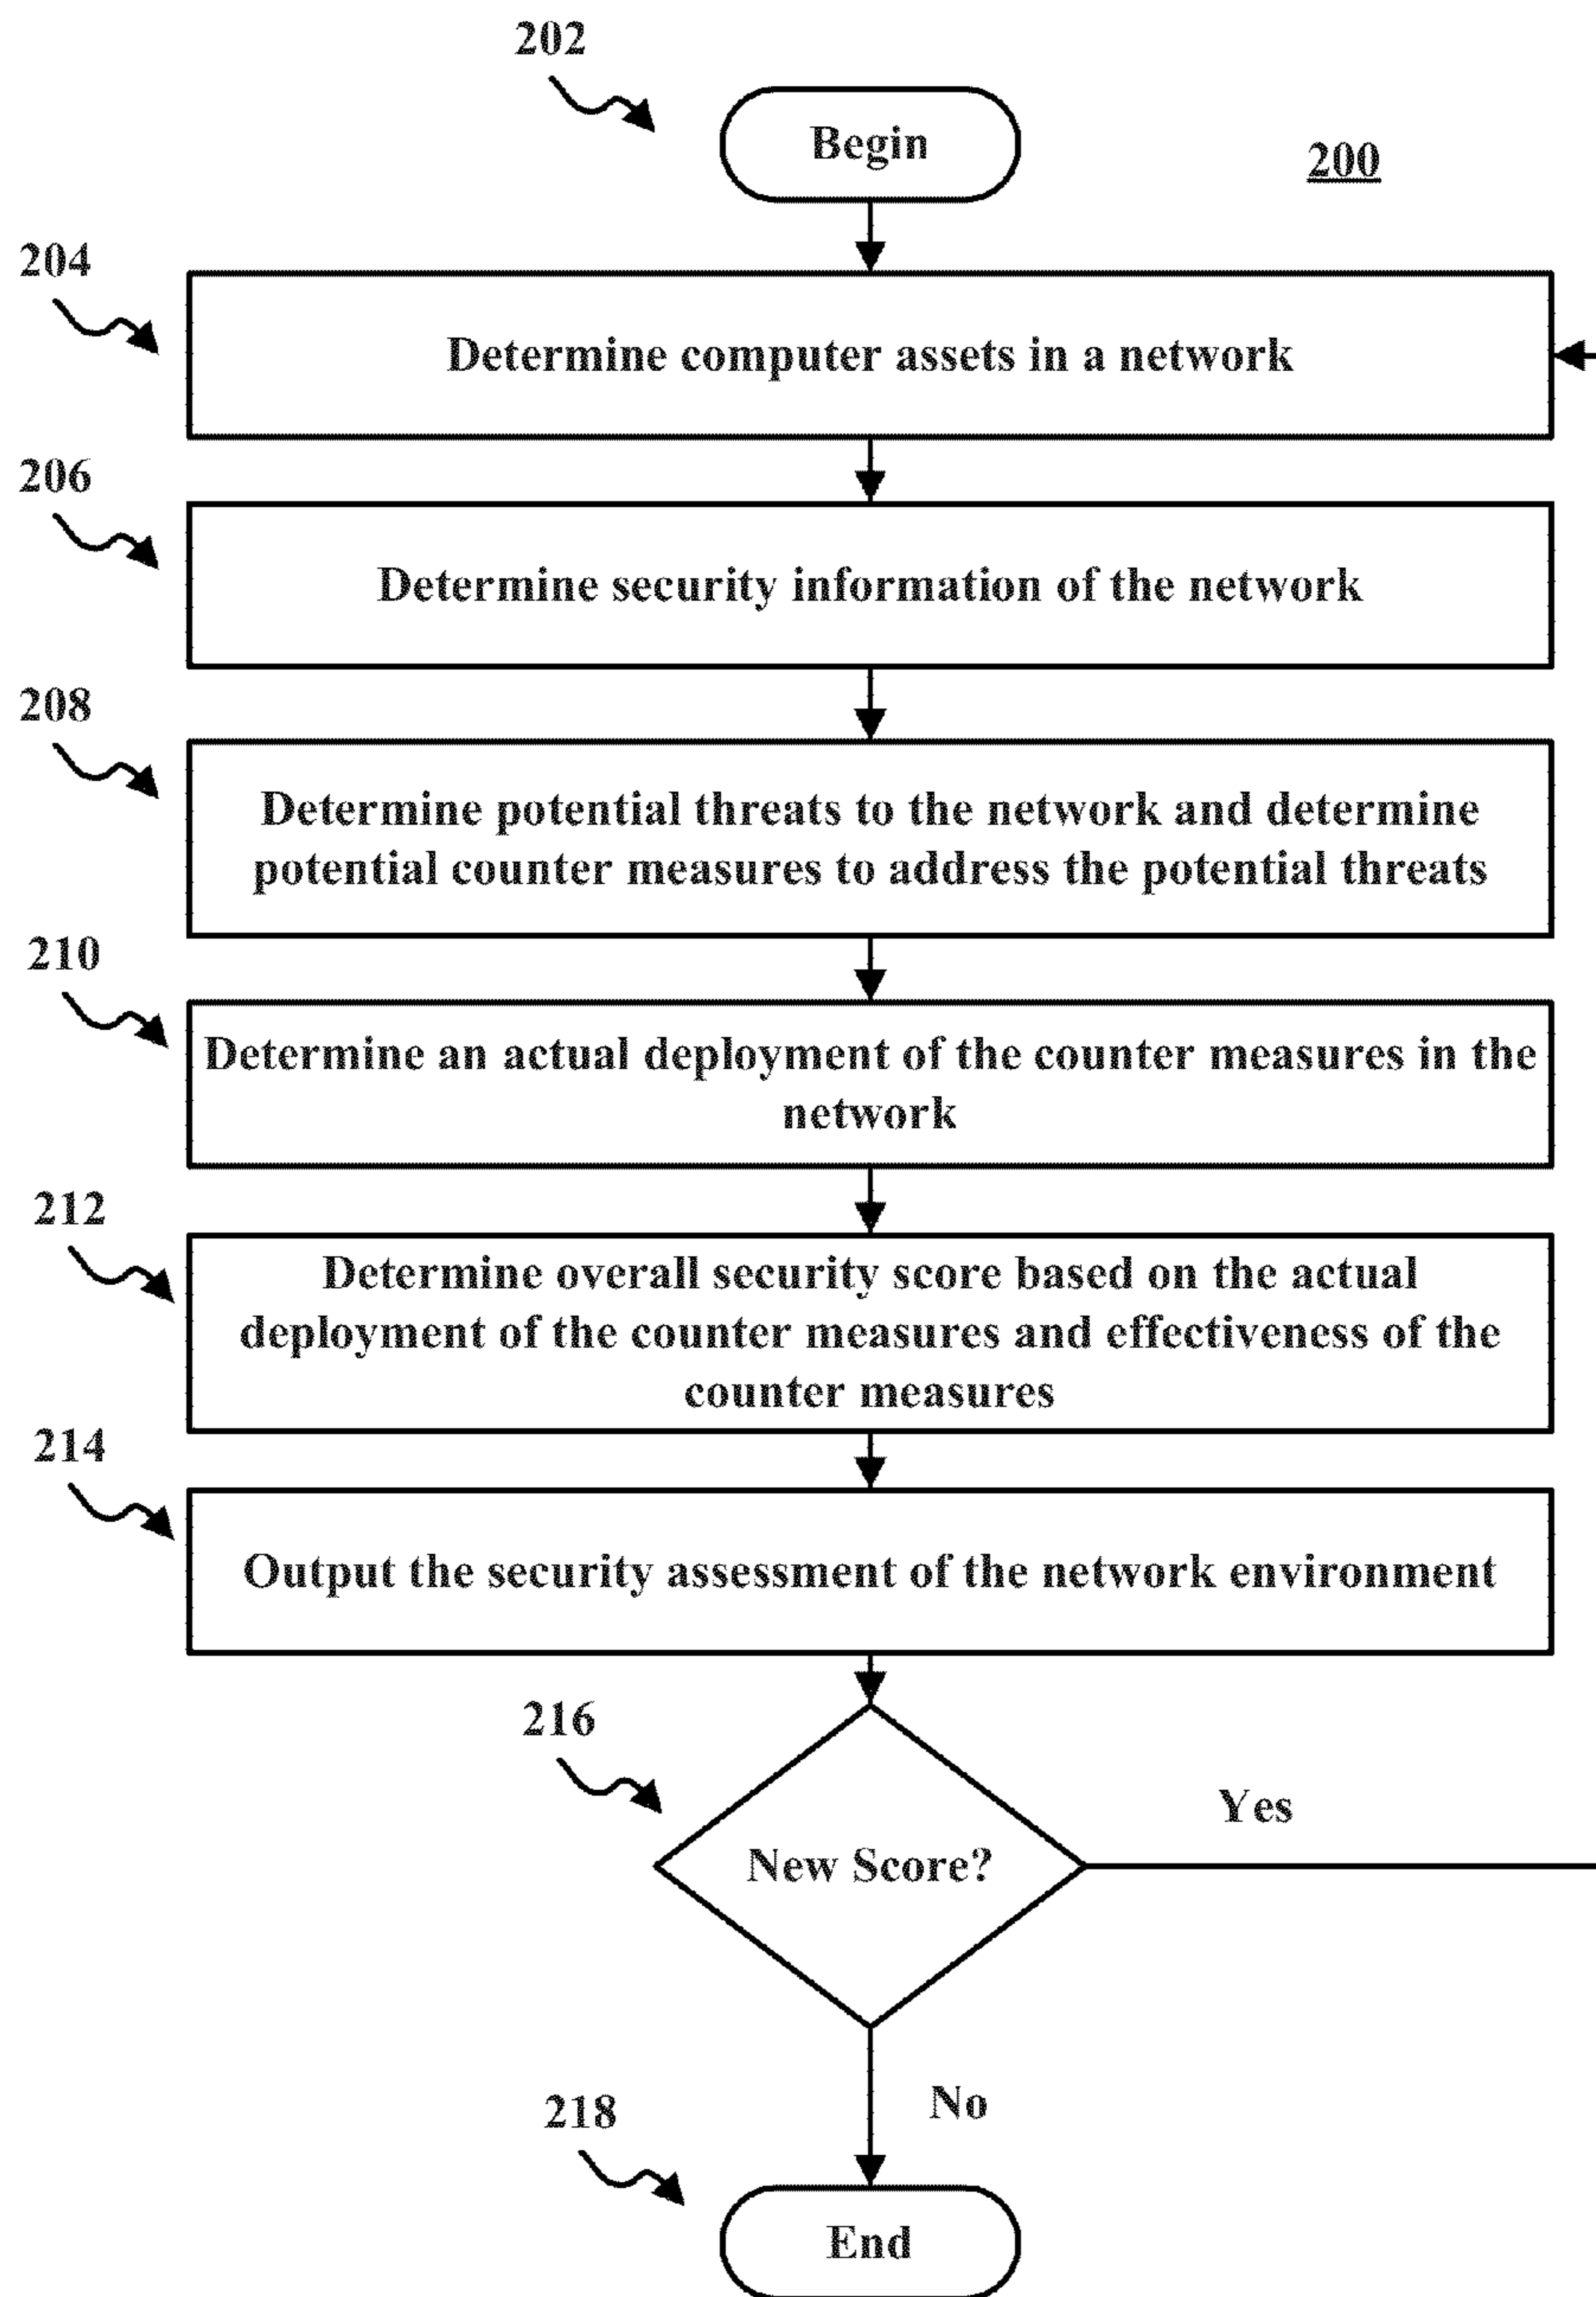 202
Begin
200
204
Determine computer assets in a network
206
Determine security information of the network
208
Determine potential threats to the network and determine
potential counter measures to address the potential threats
210
Determine an actual deployment of the counter measures in the
network
212
Determine overall security score based on the actual
deployment of the counter measures and effectiveness of the
counter measures
214
Output the security assessment of the network environment
216
New Score?
Yes
No
218
End